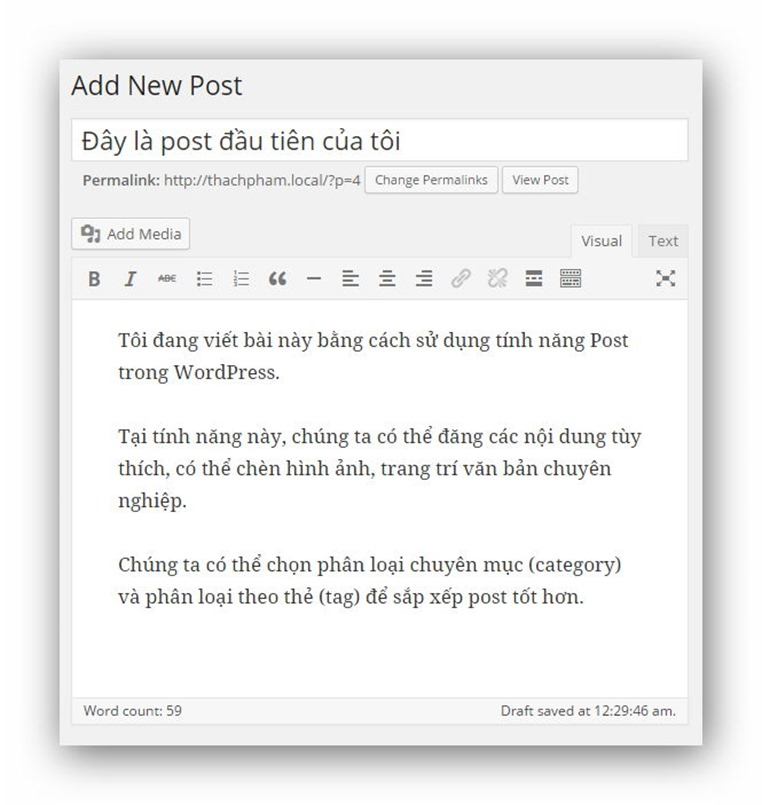 Add New Post
Đây là post đầu tiên của tôi
Permalink: http://thachpham.local/?p=4 Change Permalinks View Post
Add Media
Visual Text
B I ABC
Tôi đang viết bài này bằng cách sử dụng tính năng Post
trong WordPress.
Tại tính năng này, chúng ta có thể đăng các nội dung tùy
thích, có thể chèn hình ảnh, trang trí văn bản chuyên
nghiệp.
Chúng ta có thể chọn phân loại chuyên mục (category)
và phân loại theo thẻ (tag) để sắp xếp post tốt hơn.
Word count: 59 Draft saved at 12:29:46 am.